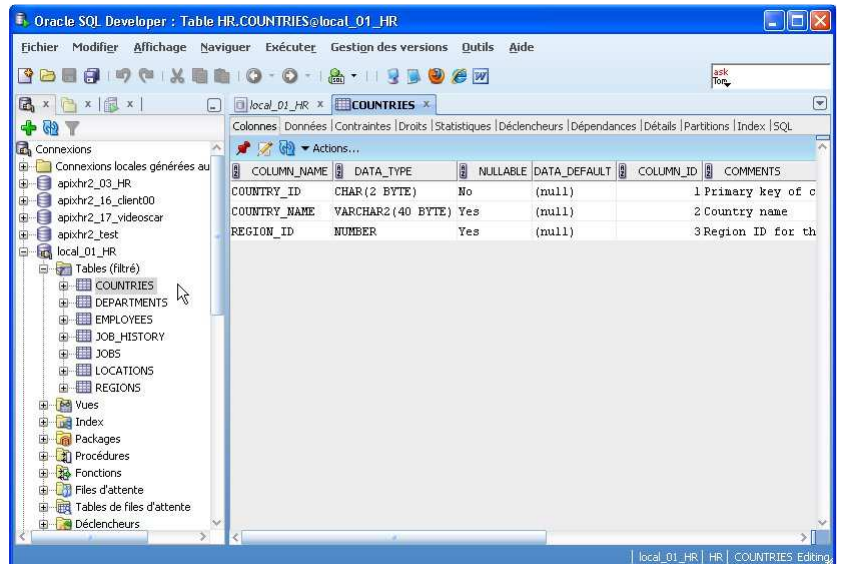 Oracle SQL Developer : Table HR.COUNTRIES@local_01_HR
Fichier Modifier Affichage Naviguer Exécuter Gestion des versions Outils Aide
ask Tom
local_01_HR COUNTRIES
Colonnes Données Contraintes Droits Statistiques Déclencheurs Dépendances Détails Partitions Index SQL
Actions...
COLUMN_NAME DATA_TYPE NULLABLE DATA_DEFAULT COLUMN_ID COMMENTS
COUNTRY_ID CHAR(2 BYTE) No (null) 1 Primary key of c
COUNTRY_NAME VARCHAR2(40 BYTE) Yes (null) 2 Country name
REGION_ID NUMBER Yes (null) 3 Region ID for th
Connexions
Connexions locales générées au
apixhr2_03_HR
apixhr2_16_client00
apixhr2_17_videoscar
apixhr2_test
local_01_HR
Tables (filtré)
COUNTRIES
DEPARTMENTS
EMPLOYEES
JOB_HISTORY
JOBS
LOCATIONS
REGIONS
Vues
Index
Packages
Procédures
Fonctions
Files d'attente
Tables de files d'attente
Déclencheurs
local_01_HR HR COUNTRIES Editing